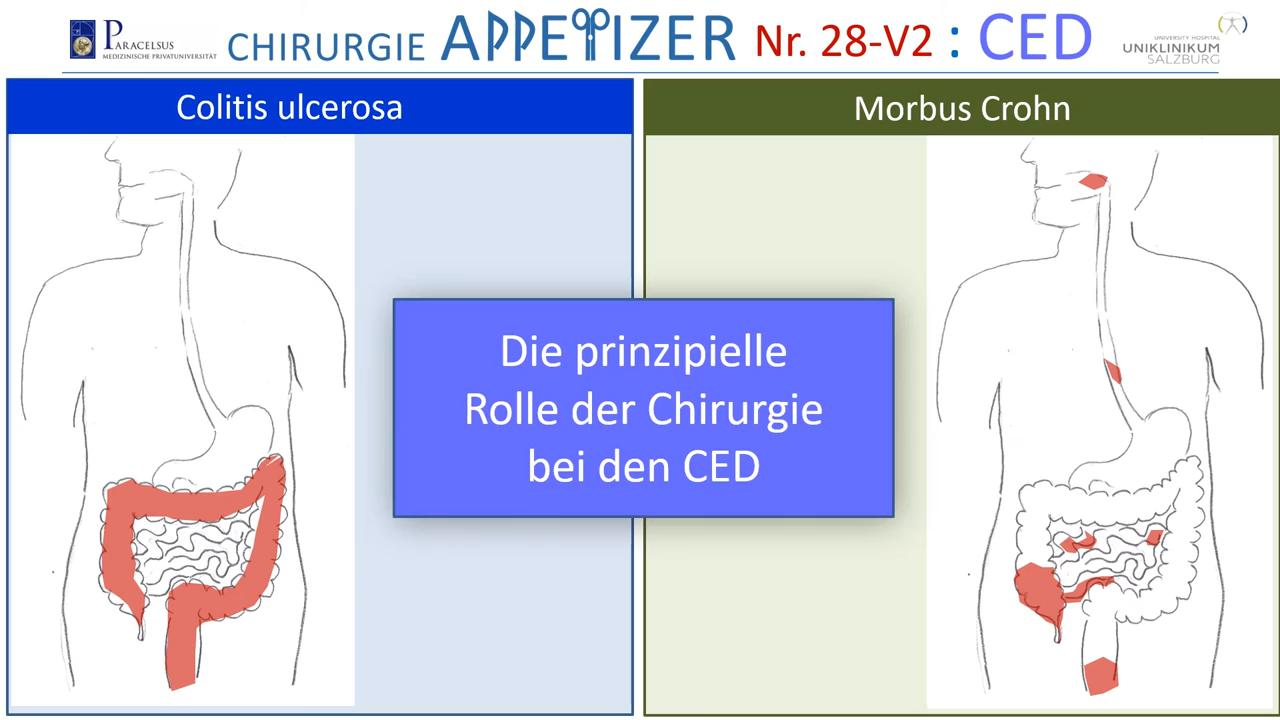 PARACELSUS
MEDIZINISCHE PRIVATUNIVERSITÄT
CHIRURGIE APPETIZER Nr. 28-V2 : CED
UNIVERSITY HOSPITAL
UNIKLINIKUM
SALZBURG
Colitis ulcerosa
Morbus Crohn
Die prinzipielle
Rolle der Chirurgie
bei den CED